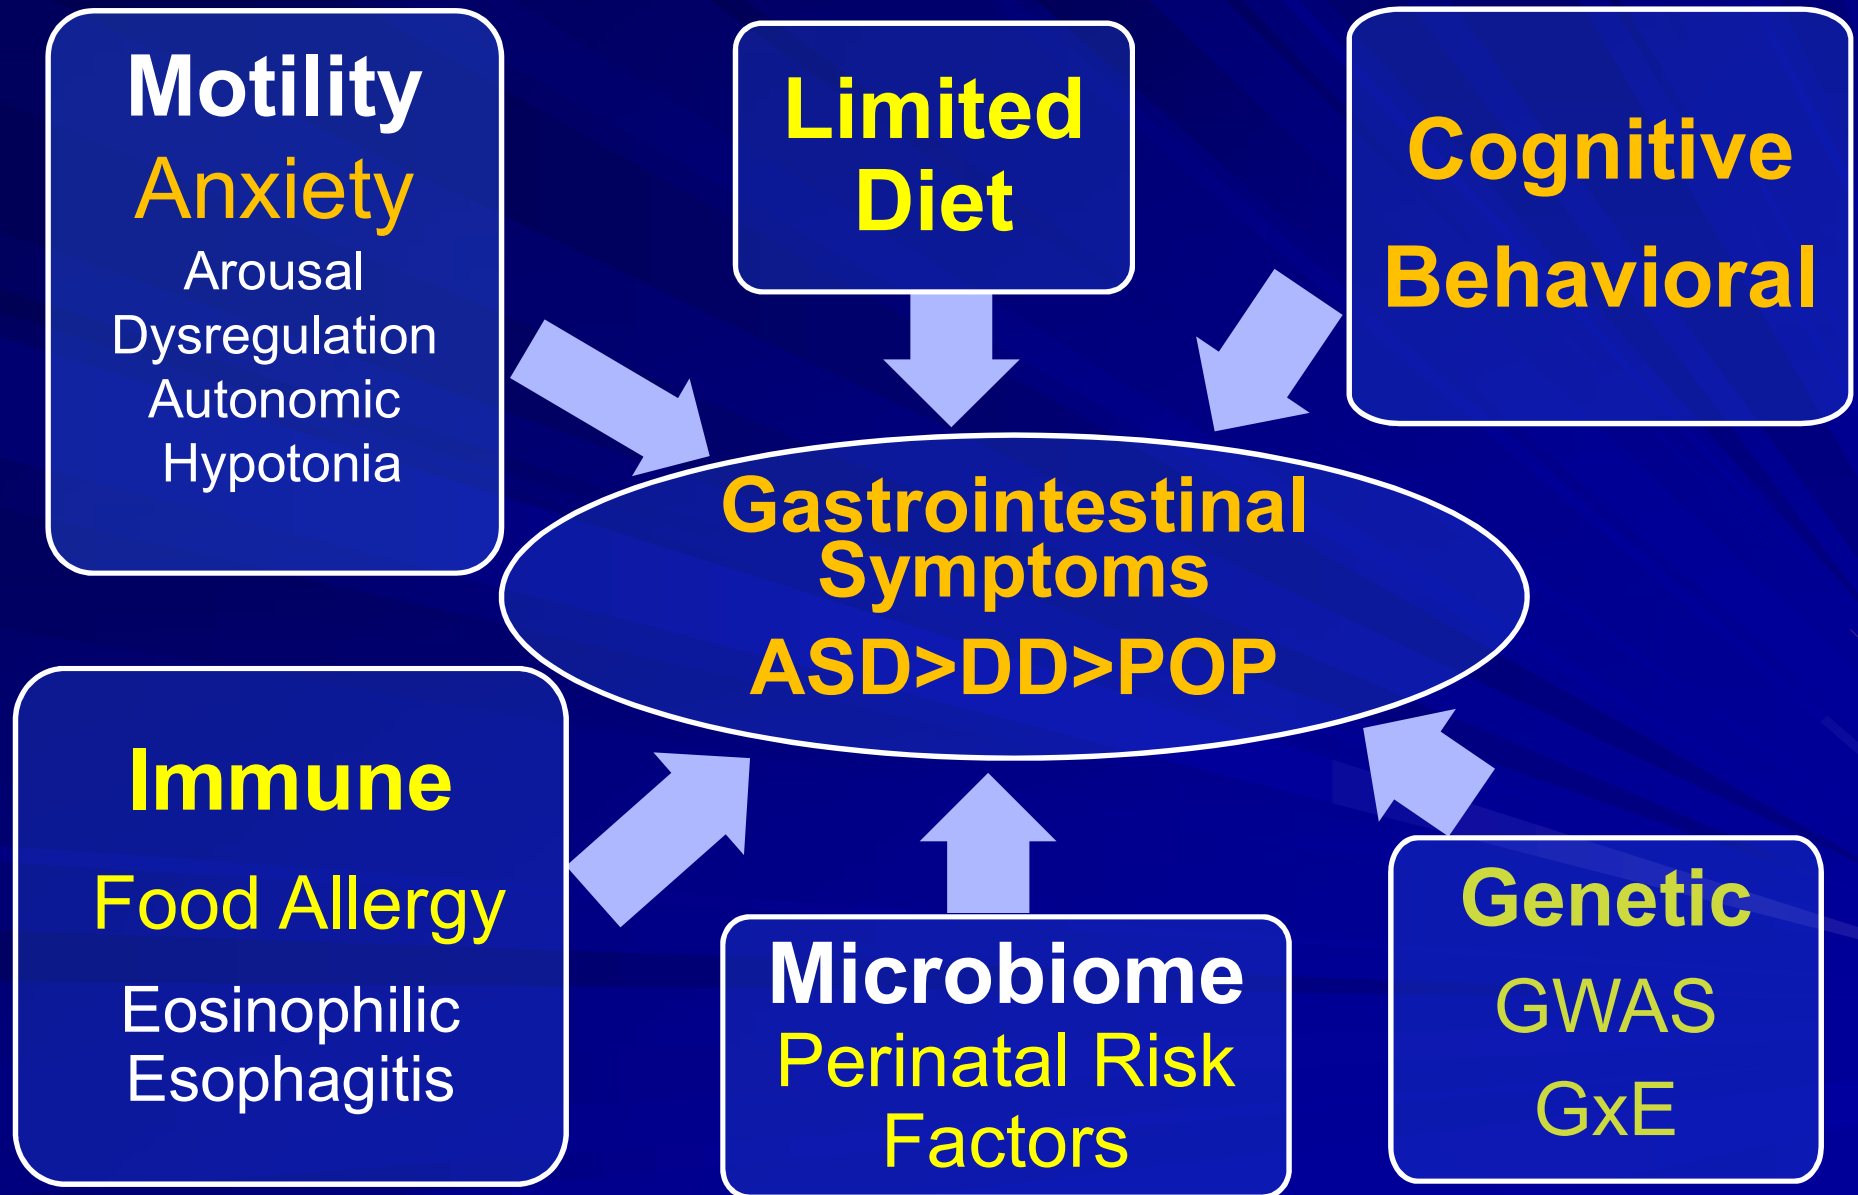 Motility
Anxiety
Arousal
Dysregulation
Autonomic
Hypotonia
Limited
Diet
Cognitive
Behavioral
Gastrointestinal
Symptoms
ASD>DD>POP
Immune
Food Allergy
Eosinophilic
Esophagitis
Microbiome
Perinatal Risk
Factors
Genetic
GWAS
GxE